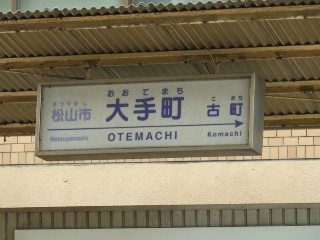 まつやまし
松山市
Matsuyamashi
おおてまち
大手町
OTEMACHI
こまち
古町
Komachi